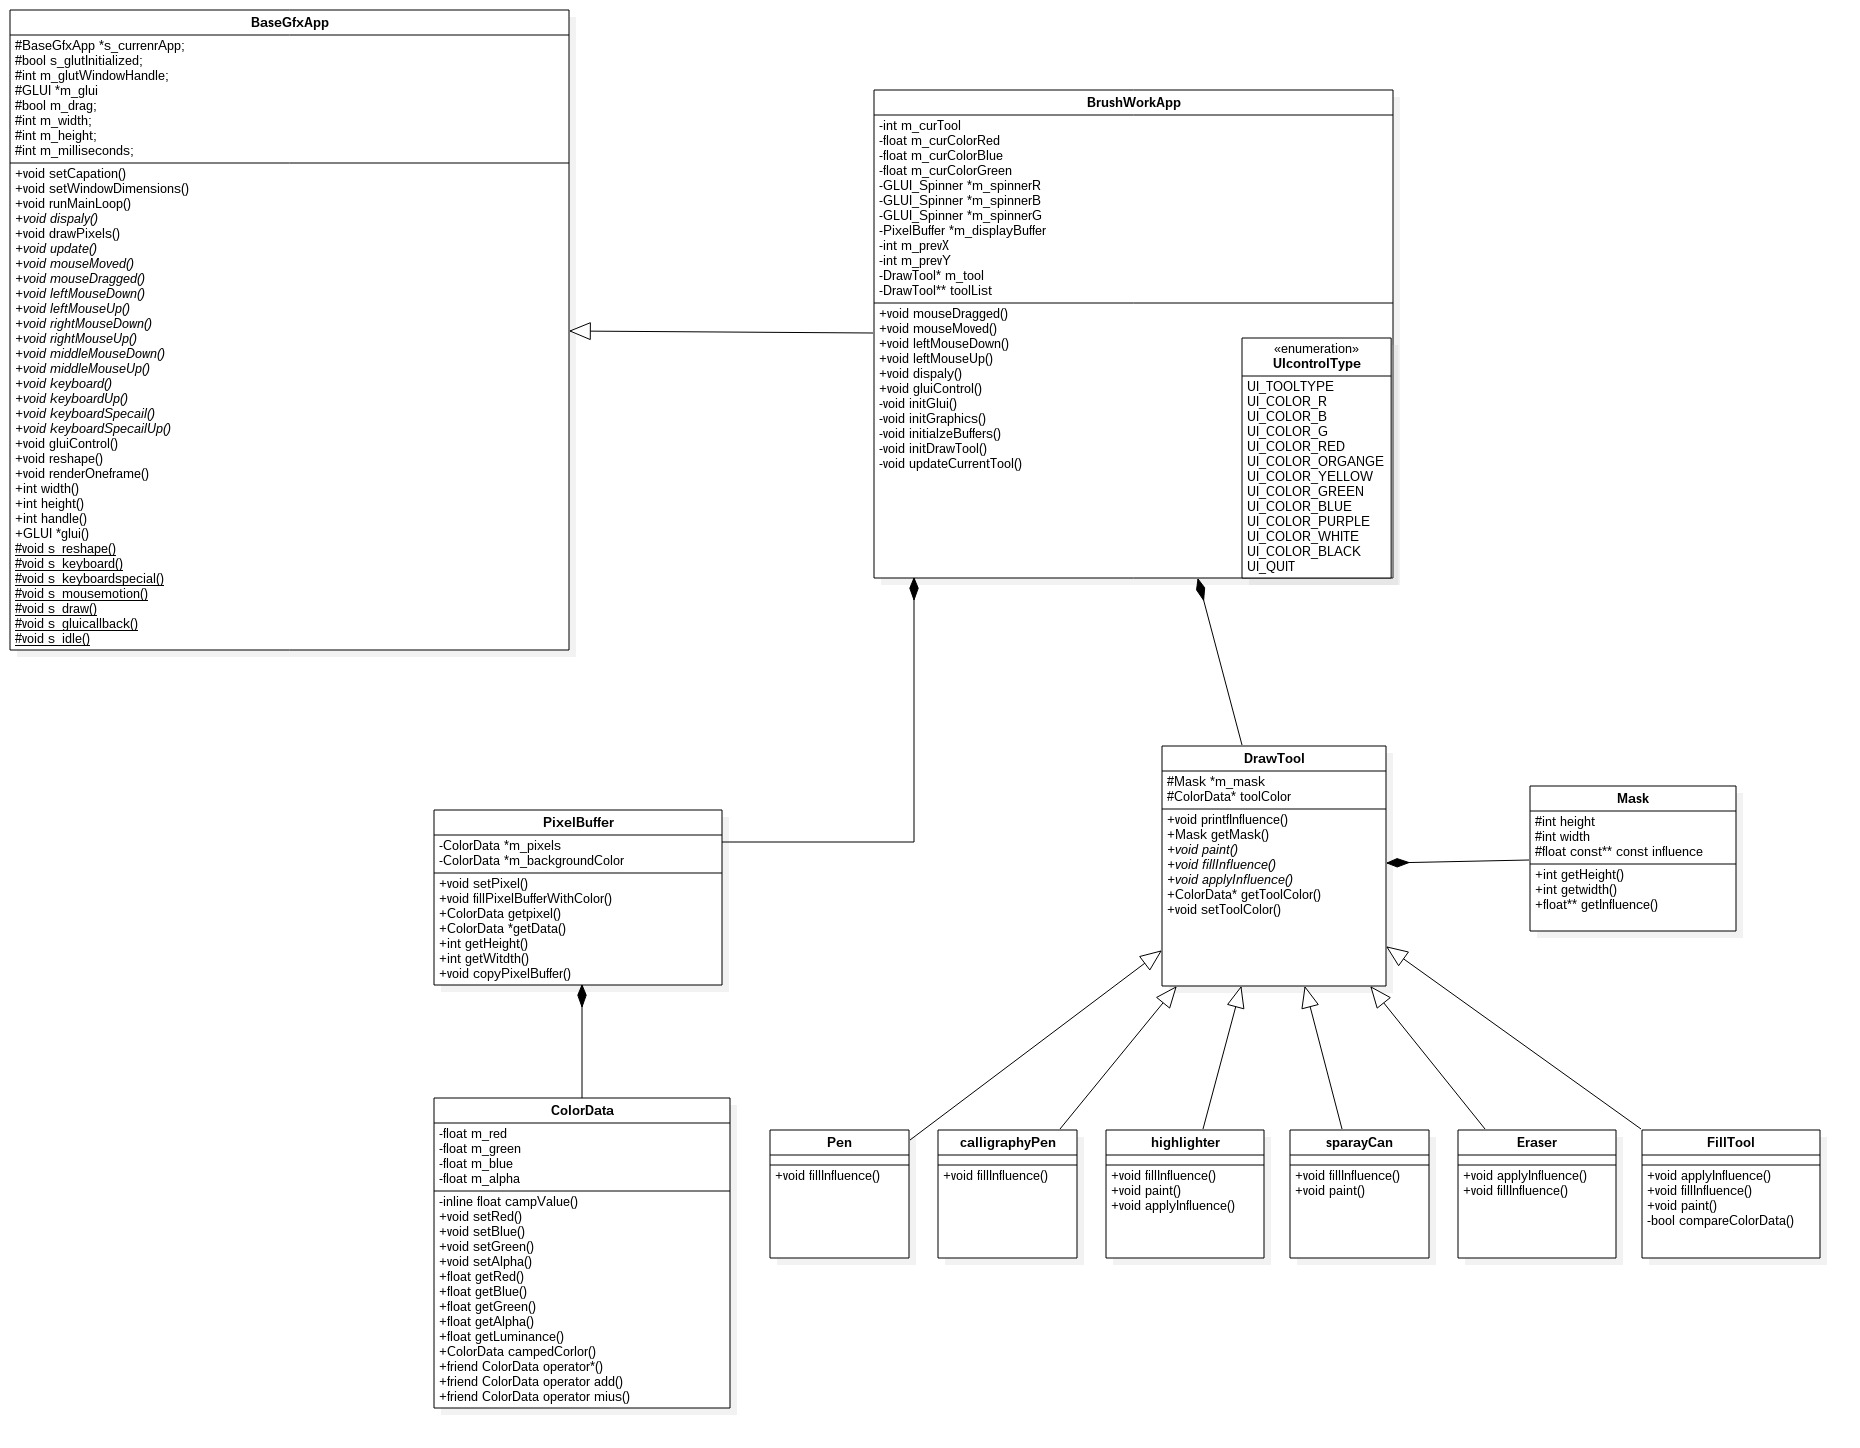 BaseGfxApp
#BaseGfxApp *s_currenrApp;
#bool s_glutInitialized;
#int m_glutWindowHandle;
#GLUI *m_glui
#bool m_drag;
#int m_width;
#int m_height;
#int m_milliseconds;
+void setCapation()
+void setWindowDimensions()
+void runMainLoop()
+void dispaly()
+void drawPixels()
+void update()
+void mouseMoved()
+void mouseDragged()
+void leftMouseDown()
+void leftMouseUp()
+void rightMouseDown()
+void rightMouseUp()
+void middleMouseDown()
+void middleMouseUp()
+void keyboard()
+void keyboardUp()
+void keyboardSpecail()
+void keyboardSpecailUp()
+void gluiControl()
+void reshape()
+void renderOneframe()
+int width()
+int height()
+int handle()
+GLUI *glui()
#void s_reshape()
#void s_keyboard()
#void s_keyboardspecial()
#void s_mousemotion()
#void s_draw()
#void s_gluicallback()
#void s_idle()
BrushWorkApp
-int m_curTool
-float m_curColorRed
-float m_curColorBlue
-float m_curColorGreen
-GLUI_Spinner *m_spinnerR
-GLUI_Spinner *m_spinnerB
-GLUI_Spinner *m_spinnerG
-PixelBuffer *m_displayBuffer
-int m_prevX
-int m_prevY
-DrawTool* m_tool
-DrawTool** toolList
+void mouseDragged()
+void mouseMoved()
+void leftMouseDown()
+void leftMouseUp()
+void dispaly()
+void gluiControl()
-void initGlui()
-void initGraphics()
-void initialzeBuffers()
-void initDrawTool()
-void updateCurrentTool()
«enumeration»
UIcontrolType
UI_TOOLTYPE
UI_COLOR_R
UI_COLOR_B
UI_COLOR_G
UI_COLOR_RED
UI_COLOR_ORGANGE
UI_COLOR_YELLOW
UI_COLOR_GREEN
UI_COLOR_BLUE
UI_COLOR_PURPLE
UI_COLOR_WHITE
UI_COLOR_BLACK
UI_QUIT
DrawTool
#Mask *m_mask
#ColorData* toolColor
+void printfInfluence()
+Mask getMask()
+void paint()
+void fillInfluence()
+void applyInfluence()
+ColorData* getToolColor()
+void setToolColor()
Mask
#int height
#int width
#float const** const influence
+int getHeight()
+int getwidth()
+float** getInfluence()
PixelBuffer
-ColorData *m_pixels
-ColorData *m_backgroundColor
+void setPixel()
+void fillPixelBufferWithColor()
+ColorData getpixel()
+ColorData *getData()
+int getHeight()
+int getWitdth()
+void copyPixelBuffer()
ColorData
-float m_red
-float m_green
-float m_blue
-float m_alpha
-inline float campValue()
+void setRed()
+void setBlue()
+void setGreen()
+void setAlpha()
+float getRed()
+float getBlue()
+float getGreen()
+float getAlpha()
+float getLuminance()
+ColorData campedCorlor()
+friend ColorData operator*()
+friend ColorData operator add()
+friend ColorData operator mius()
Pen
+void fillInfluence()
calligraphyPen
+void fillInfluence()
highlighter
+void fillInfluence()
+void paint()
+void applyInfluence()
sparayCan
+void fillInfluence()
+void paint()
Eraser
+void applyInfluence()
+void fillInfluence()
FillTool
+void applyInfluence()
+void fillInfluence()
+void paint()
-bool compareColorData()